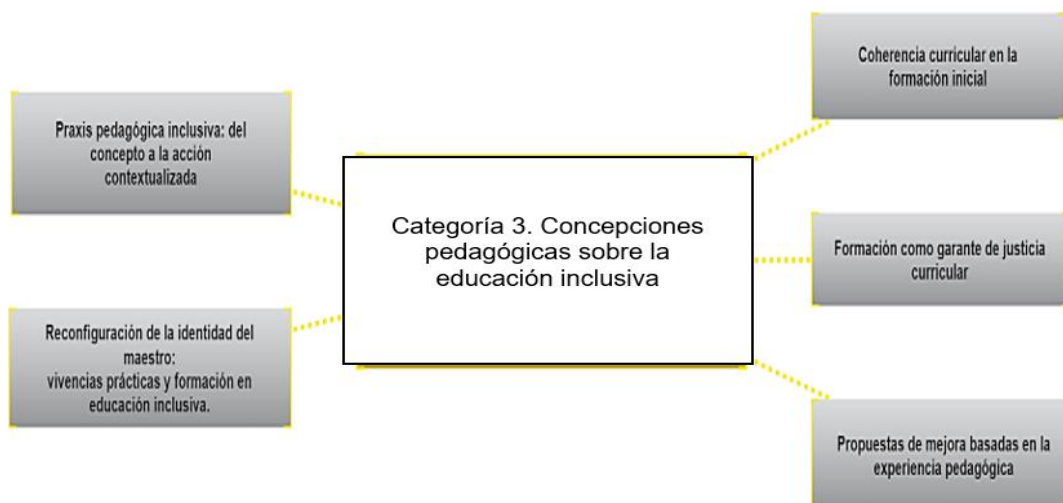 Praxis pedagógica inclusiva: del
concepto a la acción
contextualizada
Reconfiguración de la identidad del
maestro:
vivencias prácticas y formación en
educación inclusiva.
Categoría 3. Concepciones
pedagógicas sobre la
educación inclusiva
Coherencia curricular en la
formación inicial
Formación como garante de justicia
curricular
Propuestas de mejora basadas en la
experiencia pedagógica